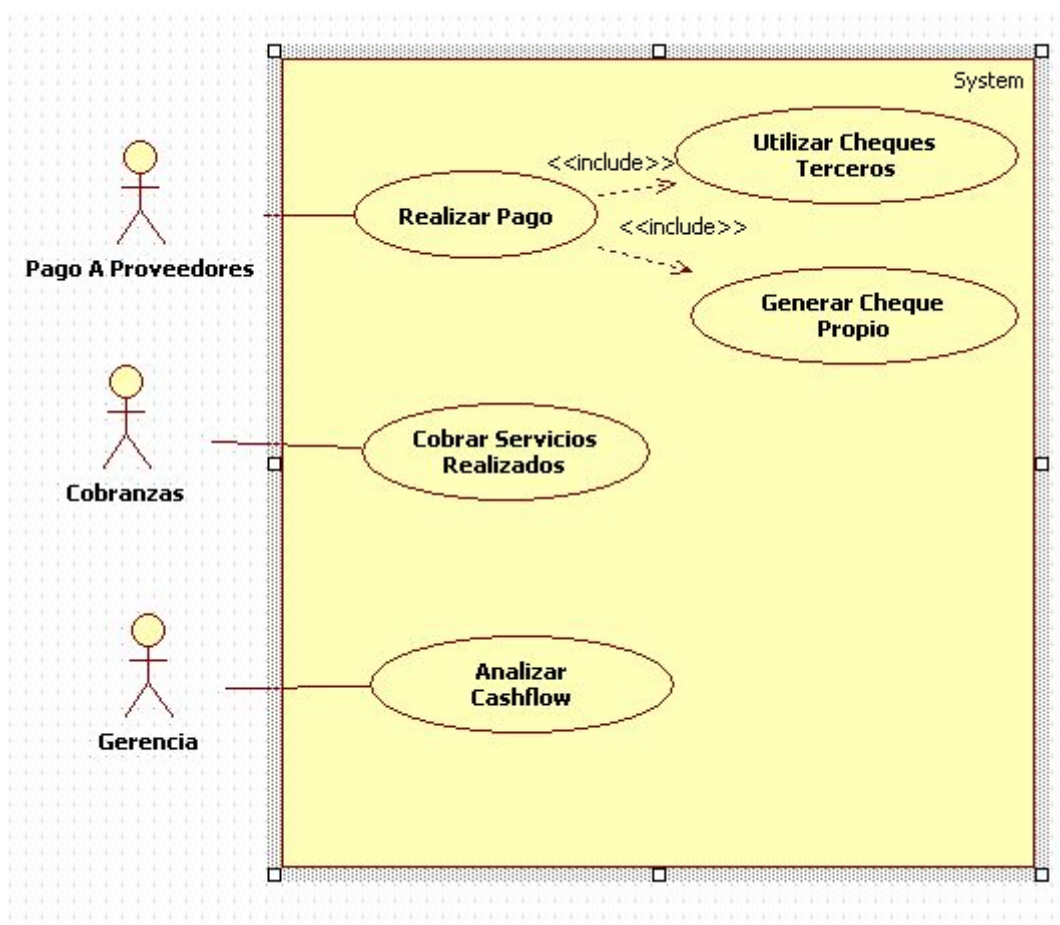 System
Utilizar Cheques
Terceros
<<include>>
Realizar Pago
<<include>>
Pago A Proveedores
Generar Cheque
Propio
Cobrar Servicios
Realizados
Cobranzas
Analizar
Cashflow
Gerencia